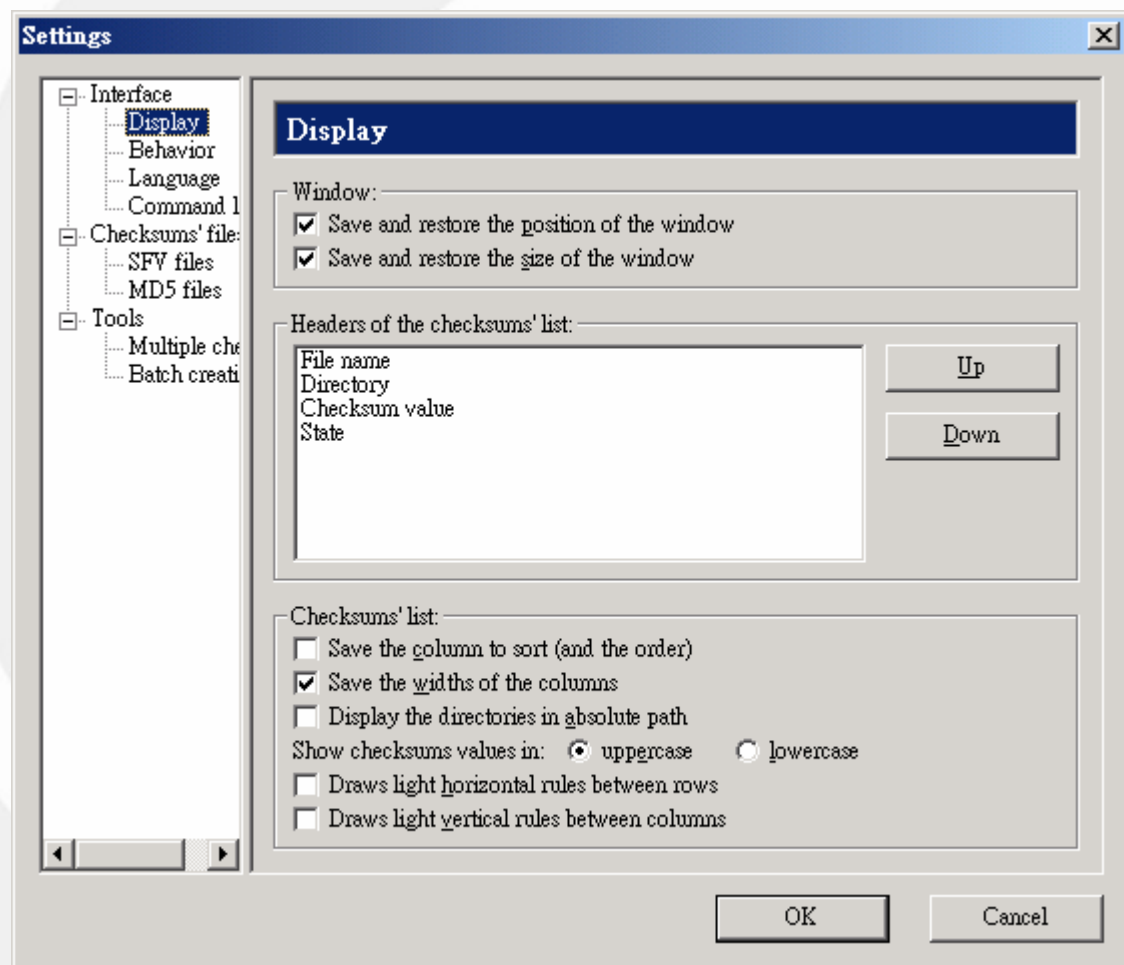 Settings
Interface
Display
Behavior
Language
Command l
Checksums' file
SFV files
MD5 files
Tools
Multiple che
Batch creati
Display
Window:
Save and restore the position of the window
Save and restore the size of the window
Headers of the checksums' list:
File name
Directory
Checksum value
State
Up
Down
Checksums' list:
Save the column to sort (and the order)
Save the widths of the columns
Display the directories in absolute path
Show checksums values in: uppercase lowercase
Draws light horizontal rules between rows
Draws light vertical rules between columns
OK Cancel